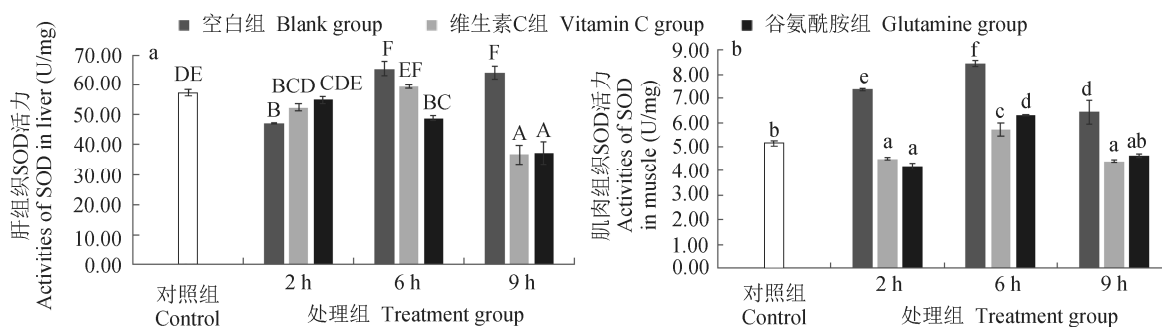 空白组 Blank group 维生素C组 Vitamin C group 谷氨酰胺组 Glutamine group
a
肝组织SOD活力
Activities of SOD in liver (U/mg)
70.00
60.00
50.00
40.00
30.00
20.00
10.00
0.00
DE
B
BCD
CDE
F
EF
BC
F
A
A
对照组
Control
2 h
6 h
9 h
处理组 Treatment group
b
肌肉组织SOD活力
Activities of SOD
in muscle (U/mg)
9.00
8.00
7.00
6.00
5.00
4.00
3.00
2.00
1.00
0.00
b
e
a
a
f
c
d
d
a
ab
对照组
Control
2 h
6 h
9 h
处理组 Treatment group